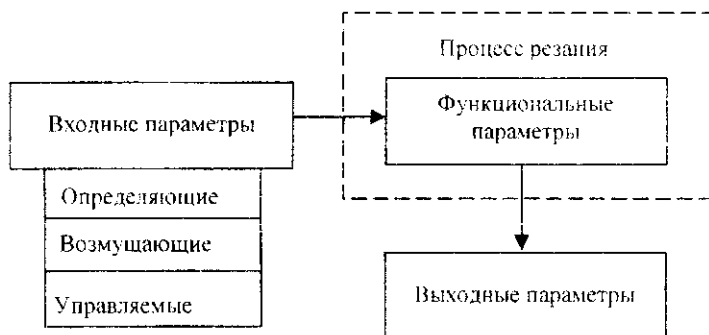 Процесс резания
Входные параметры
Функциональные
параметры
Определяющие
Возмущающие
Управляемые
Выходные параметры